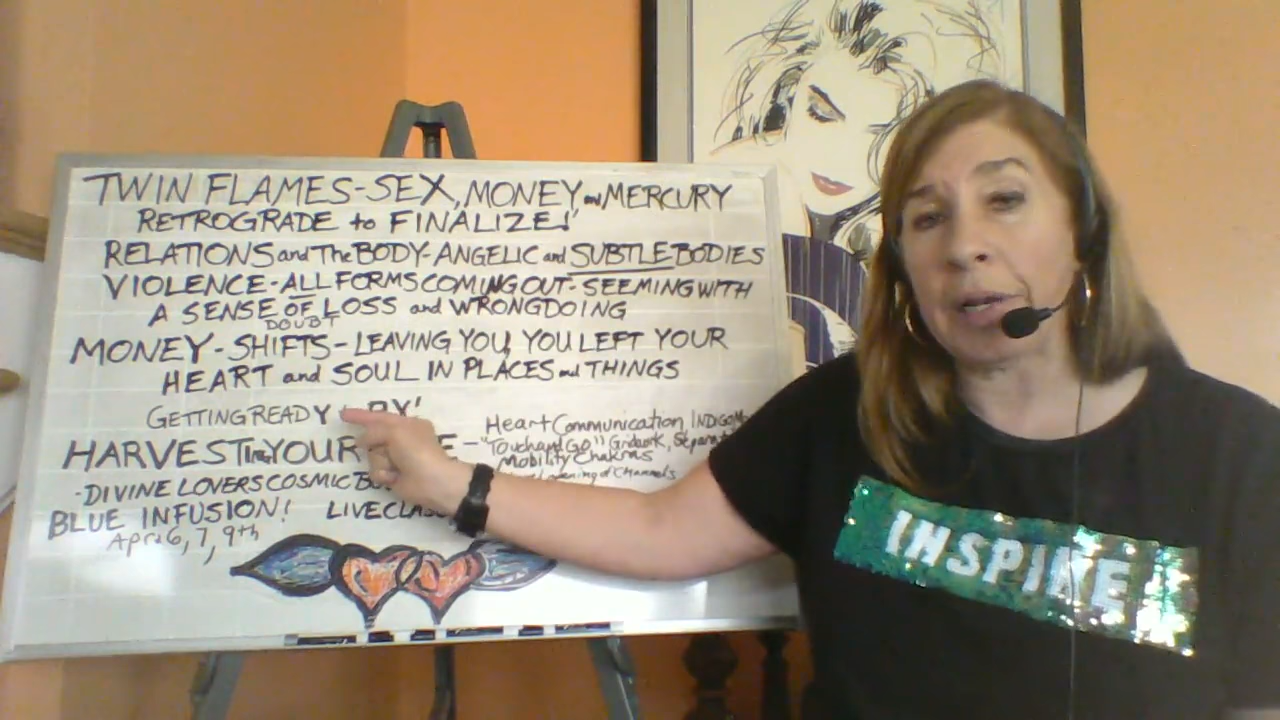 TWIN FLAMES-SEX, MONEY and MERCURY
RETROGRADE to FINALIZE!'
RELATIONS and The BODY-ANGELIC and SUBTLE BODIES
VIOLENCE-ALL FORMS COMING OUT-SEEMING WITH
A SENSE OF LOSS and WRONGDOING
DOUBT
MONEY-SHIFTS-LEAVING YOU, YOU LEFT YOUR
HEART and SOUL IN PLACES and THINGS
GETTING READY
HARVEST YOUR
-DIVINE LOVERS COSMIC
BLUE INFUSION! LIVE
April 6, 7, 9th
Heart Communication
"Touch and Go" Gridwork,
Mobility Chakras
Opening of Channels
INSPIRE